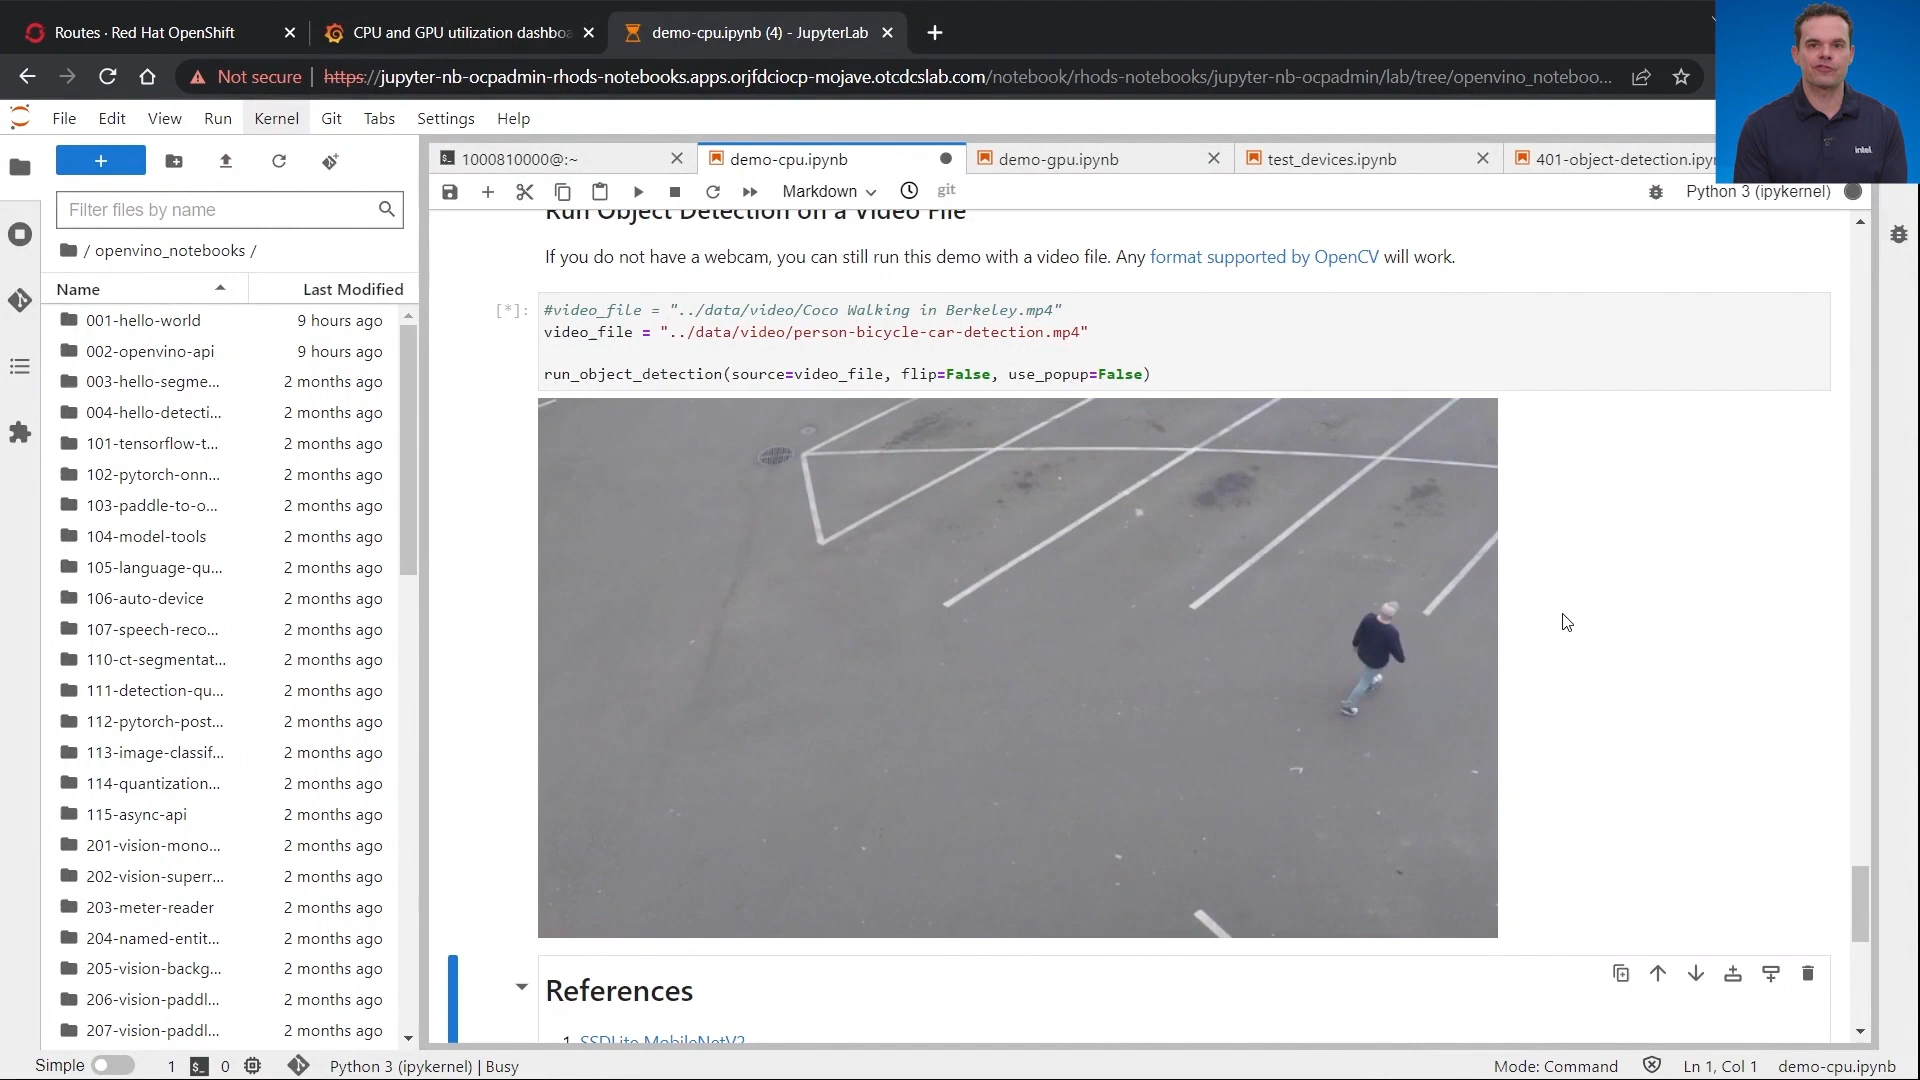 Routes · Red Hat OpenShift
CPU and GPU utilization dashboa
demo-cpu.ipynb (4) - JupyterLab
Not secure | https://jupyter-nb-ocpadmin-rhods-notebooks.apps.orjfdciocp-mojave.otcdcslab.com/notebook/rhods-notebooks/jupyter-nb-ocpadmin/lab/tree/openvino_noteboo...
File Edit View Run Kernel Git Tabs Settings Help
intel.
1000810000@:~
demo-cpu.ipynb
demo-gpu.ipynb
test_devices.ipynb
401-object-detection.ipyn
Markdown
git
Python 3 (ipykernel)
Filter files by name
/ openvino_notebooks /
Name Last Modified
001-hello-world 9 hours ago
002-openvino-api 9 hours ago
003-hello-segme... 2 months ago
004-hello-detecti... 2 months ago
101-tensorflow-t... 2 months ago
102-pytorch-onn... 2 months ago
103-paddle-to-o... 2 months ago
104-model-tools 2 months ago
105-language-qu... 2 months ago
106-auto-device 2 months ago
107-speech-reco... 2 months ago
110-ct-segmentat... 2 months ago
111-detection-qu... 2 months ago
112-pytorch-post... 2 months ago
113-image-classif... 2 months ago
114-quantization... 2 months ago
115-async-api 2 months ago
201-vision-mono... 2 months ago
202-vision-superr... 2 months ago
203-meter-reader 2 months ago
204-named-entit... 2 months ago
205-vision-backg... 2 months ago
206-vision-paddl... 2 months ago
207-vision-paddl... 2 months ago
Run Object Detection on a Video File
If you do not have a webcam, you can still run this demo with a video file. Any format supported by OpenCV will work.
[*]:
#video_file = "../data/video/Coco Walking in Berkeley.mp4"
video_file = "../data/video/person-bicycle-car-detection.mp4"
run_object_detection(source=video_file, flip=False, use_popup=False)
References
1. SSDLite MobileNetV2
Simple 1 0 Python 3 (ipykernel) | Busy
Mode: Command Ln 1, Col 1 demo-cpu.ipynb